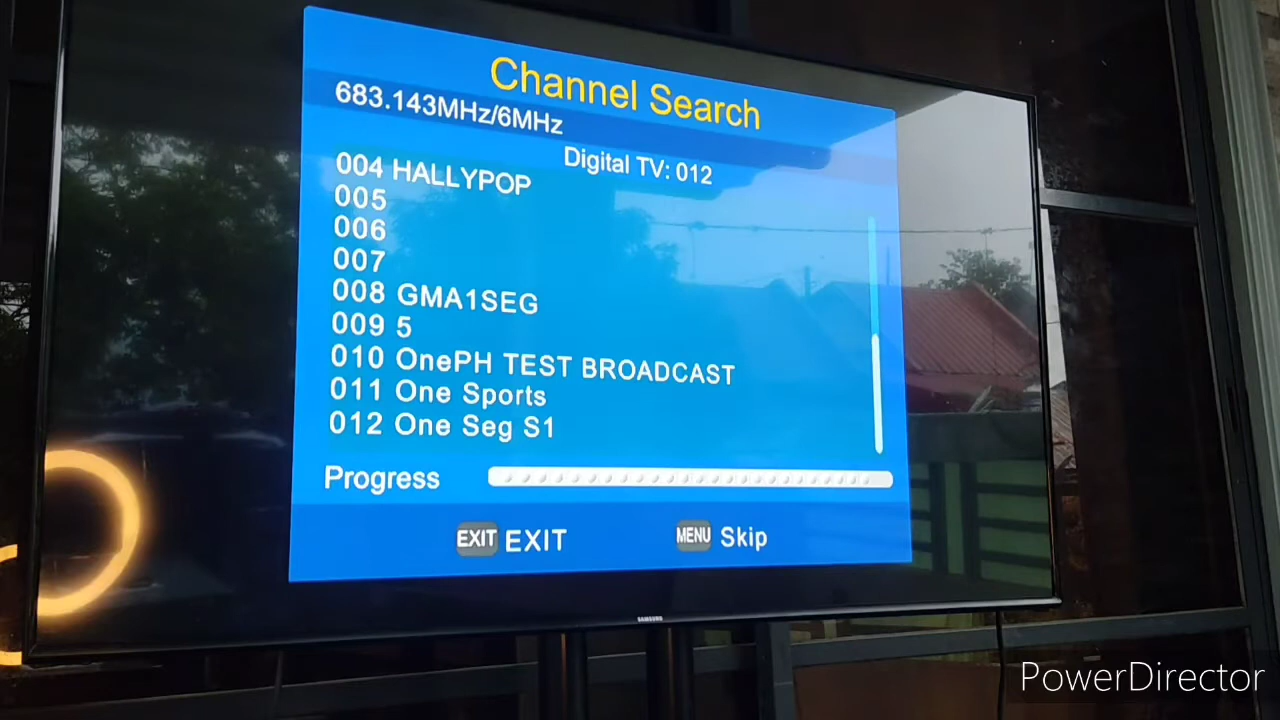 Channel Search
683.143MHz/6MHz
Digital TV: 012
004 HALLYPOP
005
006
007
008 GMA1SEG
009 5
010 OnePH TEST BROADCAST
011 One Sports
012 One Seg S1
Progress
EXIT EXIT
MENU Skip
SAMSUNG
PowerDirector